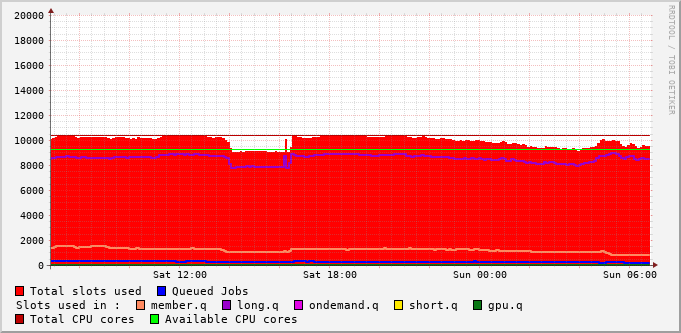 20000
18000
16000
14000
12000
10000
8000
6000
4000
2000
0
Sat 12:00 Sat 18:00 Sun 00:00 Sun 06:00
RRDTOOL / TOBI OETIKER
Total slots used Queued Jobs
Slots used in : member.q long.q ondemand.q short.q gpu.q
Total CPU cores Available CPU cores